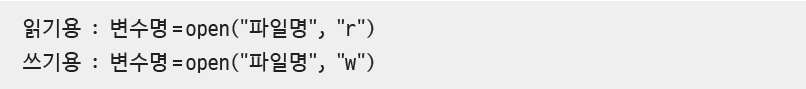 읽기용 : 변수명=open("파일명", "r")
쓰기용 : 변수명=open("파일명", "w")